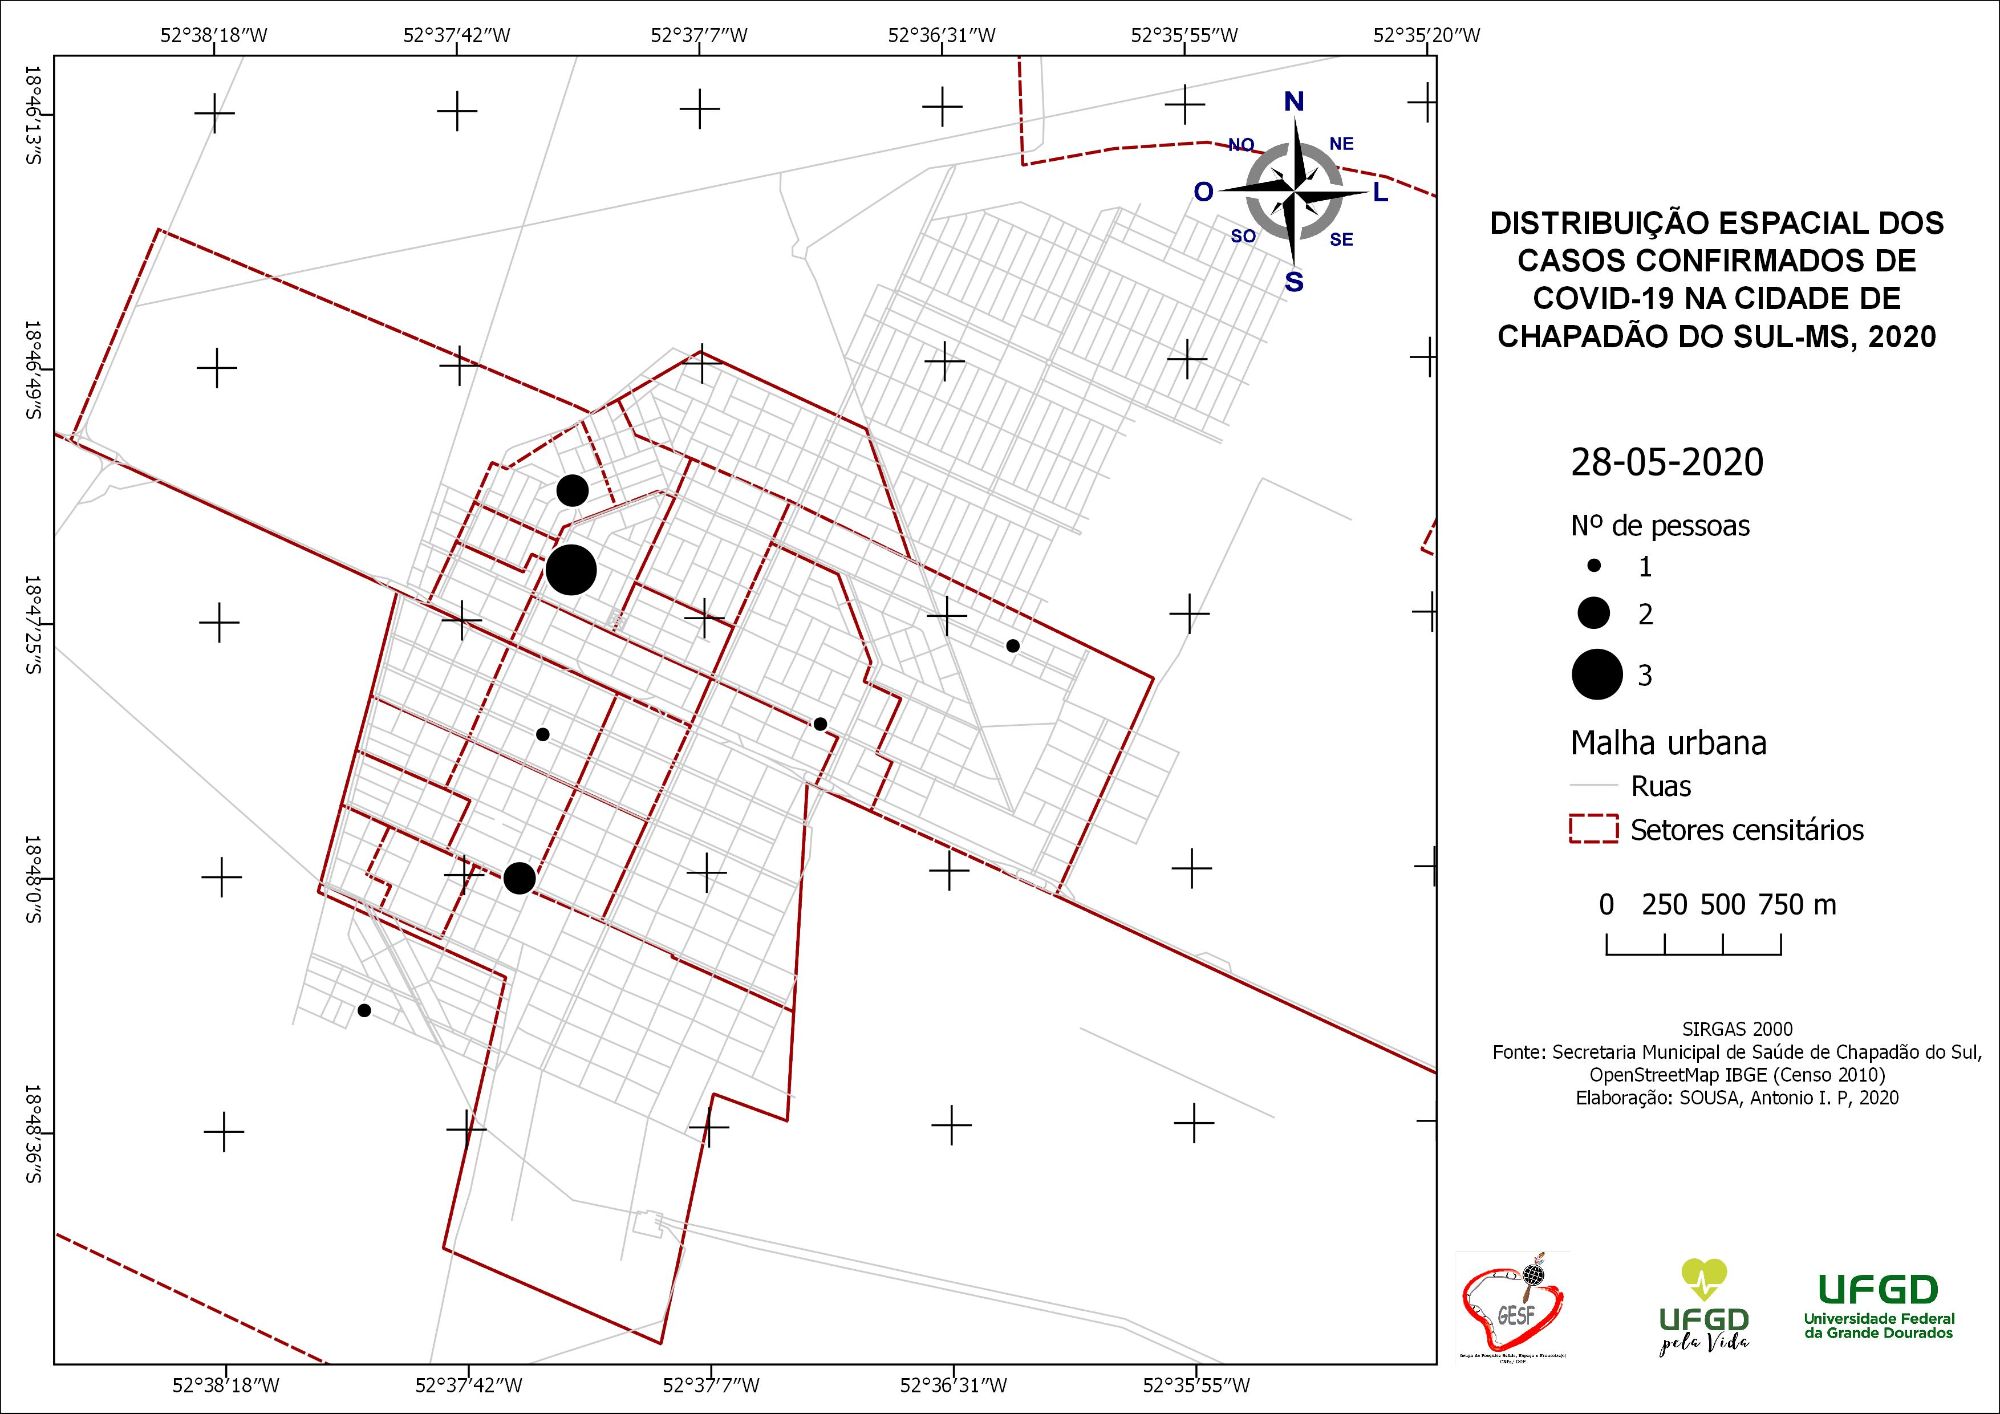 52°38′18″W 52°37′42″W 52°37′7″W 52°36′31″W 52°35′55″W 52°35′20″W
18°46′13″S
18°46′49″S
18°47′25″S
18°48′0″S
18°48′36″S
N
NO NE
O L
SO SE
S
DISTRIBUIÇÃO ESPACIAL DOS
CASOS CONFIRMADOS DE
COVID-19 NA CIDADE DE
CHAPADÃO DO SUL-MS, 2020
28-05-2020
Nº de pessoas
1
2
3
Malha urbana
Ruas
Setores censitários
0 250 500 750 m
SIRGAS 2000
Fonte: Secretaria Municipal de Saúde de Chapadão do Sul,
OpenStreetMap IBGE (Censo 2010)
Elaboração: SOUSA, Antonio I. P, 2020
GESF
UFGD
pela Vida
UFGD
Universidade Federal
da Grande Dourados
52°38′18″W 52°37′42″W 52°37′7″W 52°36′31″W 52°35′55″W